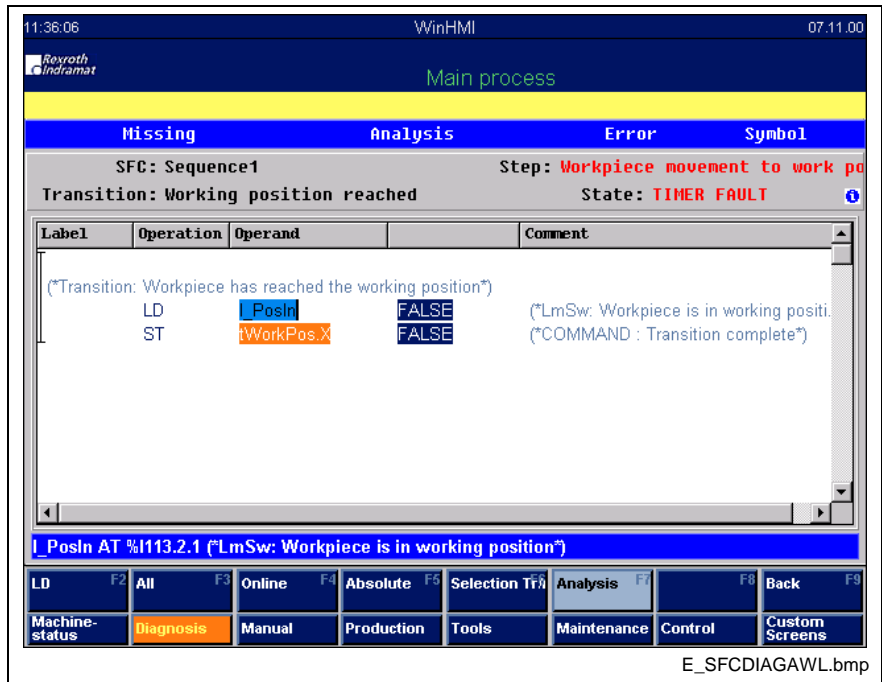 11:36:06 WinHMI 07.11.00
Rexroth
Indramat
Main process
Missing Analysis Error Symbol
SFC: Sequence1 Step: Workpiece movement to work po
Transition: Working position reached State: TIMER FAULT
Label Operation Operand Comment
(*Transition: Workpiece has reached the working position*)
LD I_PosIn FALSE (*LmSw: Workpiece is in working positi.
ST tWorkPos.X FALSE (*COMMAND : Transition complete*)
I_PosIn AT %I113.2.1 (*LmSw: Workpiece is in working position*)
LD F2 All F3 Online F4 Absolute F5 Selection Tra F6 Analysis F7 F8 Back F9
Machine-status Diagnosis Manual Production Tools Maintenance Control Custom Screens
E_SFCDIAGAWL.bmp